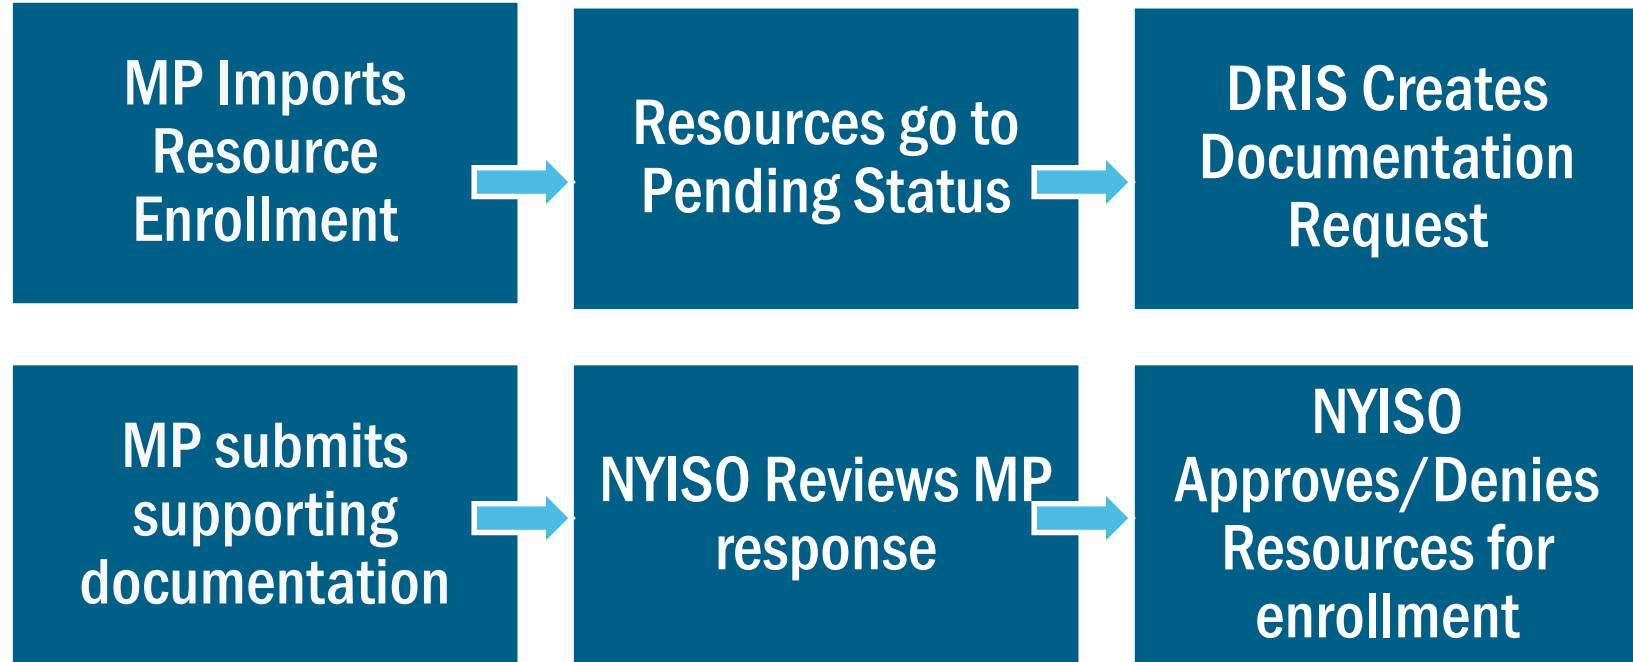 MP Imports
Resource
Enrollment
Resources go to
Pending Status
DRIS Creates
Documentation
Request
MP submits
supporting
documentation
NYISO Reviews MP
response
NYISO
Approves/Denies
Resources for
enrollment